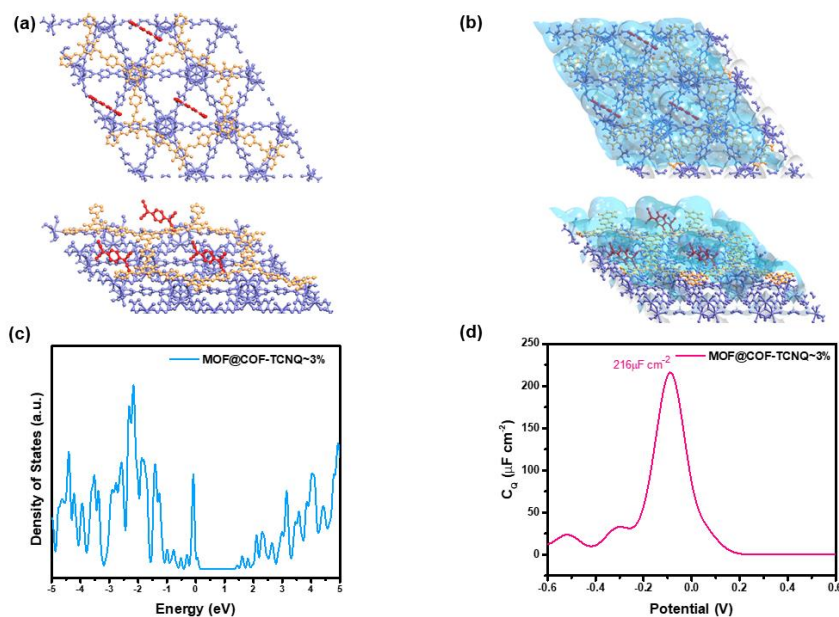 (a)
(b)
(c)
MOF@COF-TCNQ~3%
Density of States (a.u.)
-5 -4 -3 -2 -1 0 1 2 3 4 5
Energy (eV)
(d)
250
200
150
100
50
0
216μF cm-2
MOF@COF-TCNQ~3%
CQ (μF cm-2)
-0.6 -0.4 -0.2 0.0 0.2 0.4 0.6
Potential (V)